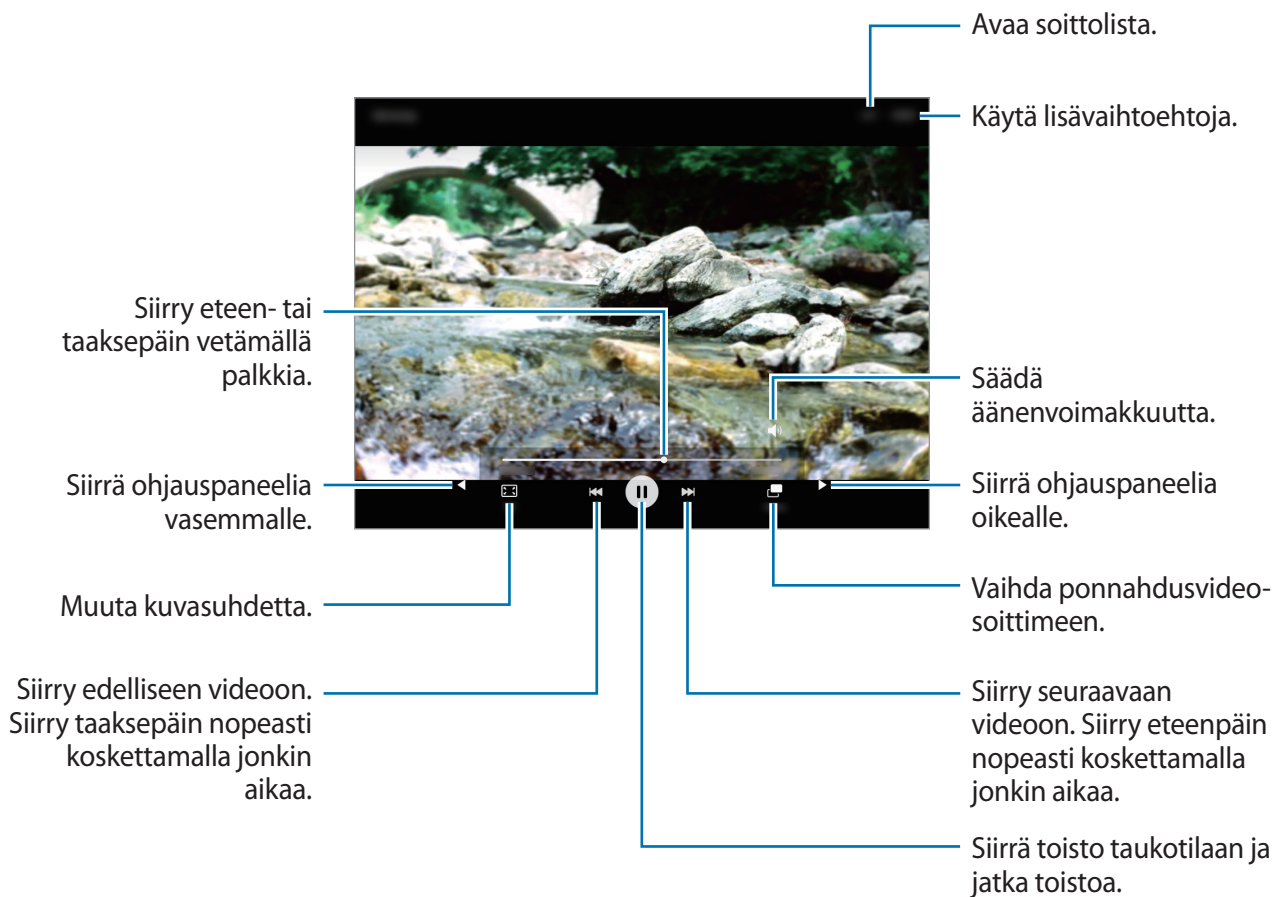 Avaa soittolista.
Käytä lisävaihtoehtoja.
Siirry eteen- tai
taaksepäin vetämällä
palkkia.
Säädä
äänenvoimakkuutta.
Siirrä ohjauspaneelia
vasemmalle.
Siirrä ohjauspaneelia
oikealle.
Muuta kuvasuhdetta.
Vaihda ponnahdusvideo-
soittimeen.
Siirry edelliseen videoon.
Siirry taaksepäin nopeasti
koskettamalla jonkin
aikaa.
Siirry seuraavaan
videoon. Siirry eteenpäin
nopeasti koskettamalla
jonkin aikaa.
Siirrä toisto taukotilaan ja
jatka toistoa.